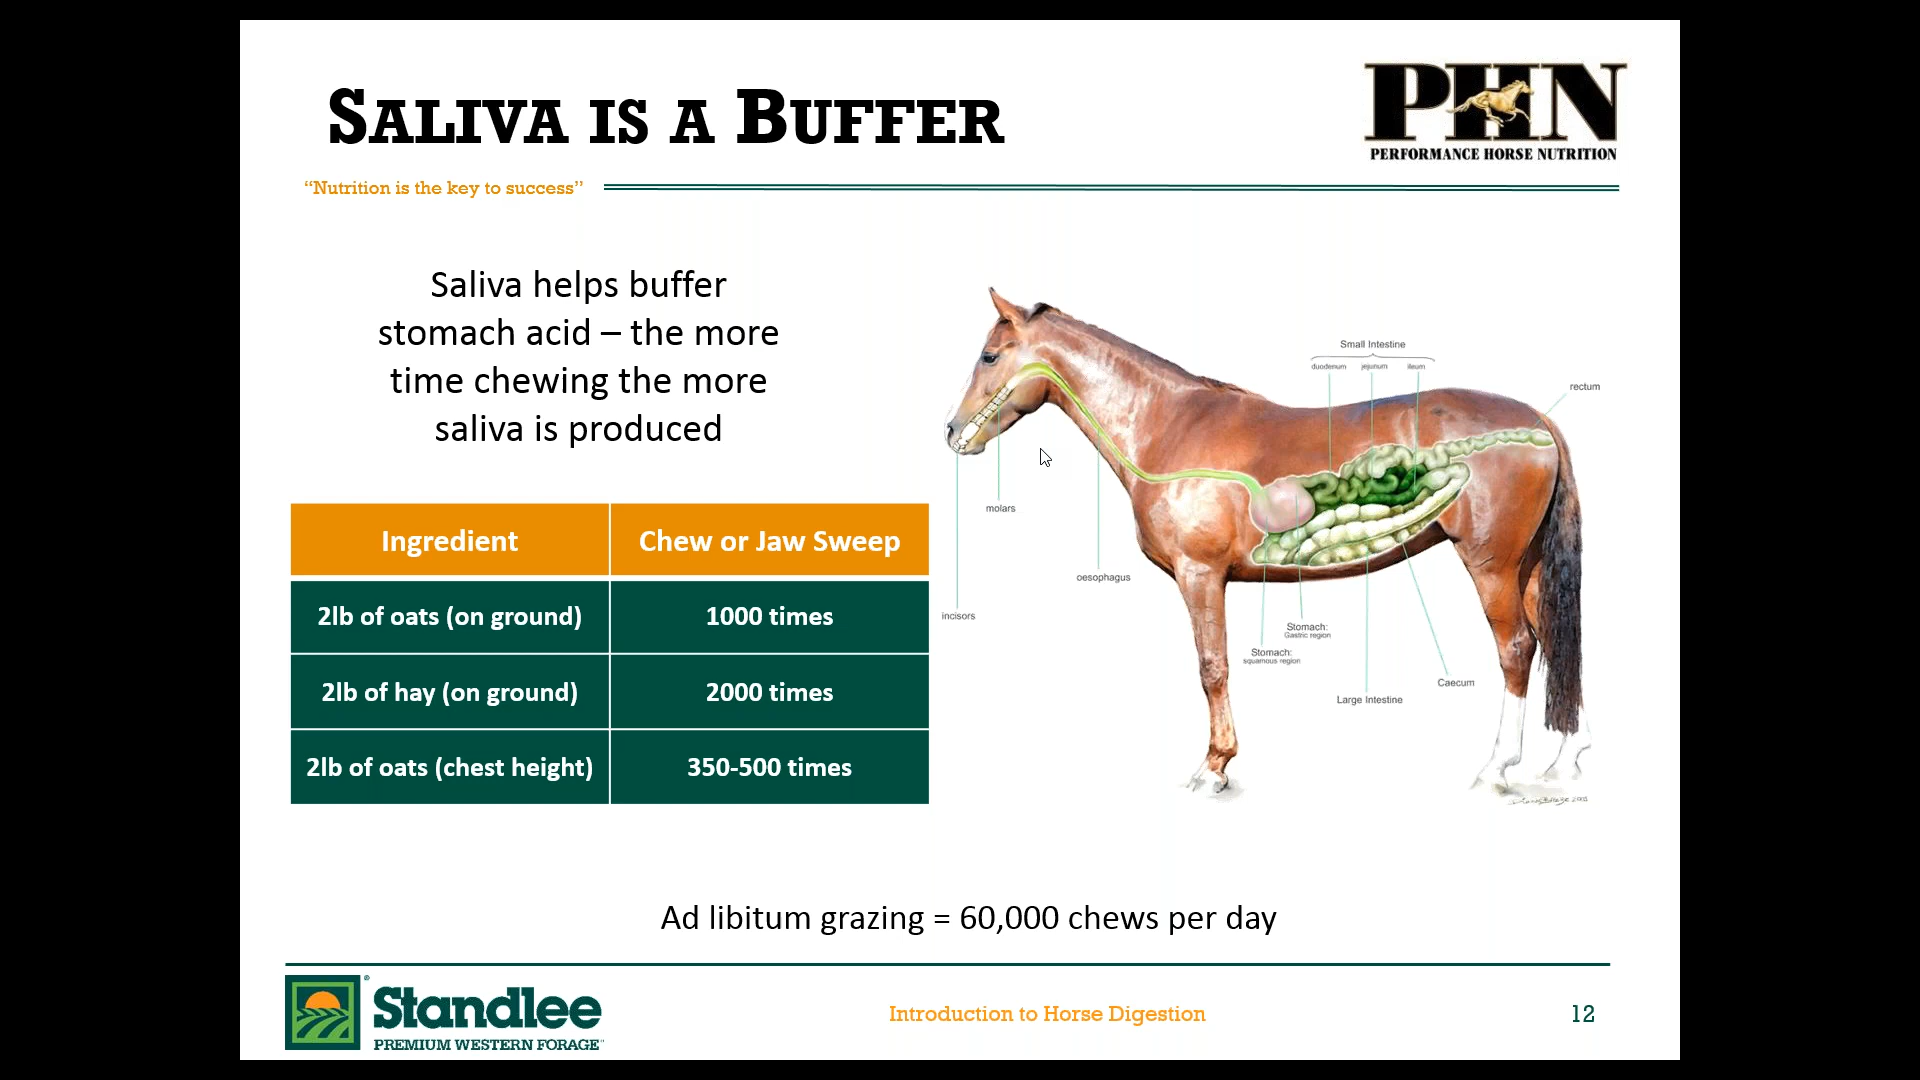 SALIVA IS A BUFFER
PHN
PERFORMANCE HORSE NUTRITION
“Nutrition is the key to success”
Saliva helps buffer
stomach acid – the more
time chewing the more
saliva is produced
Ingredient Chew or Jaw Sweep
2lb of oats (on ground) 1000 times
2lb of hay (on ground) 2000 times
2lb of oats (chest height) 350-500 times
Small Intestine
duodenum jejunum ileum
rectum
molars
oesophagus
incisors
Stomach:
Gastric region
Stomach:
squamous region
Caecum
Large Intestine
Ad libitum grazing = 60,000 chews per day
Standlee®
PREMIUM WESTERN FORAGE™
Introduction to Horse Digestion
12